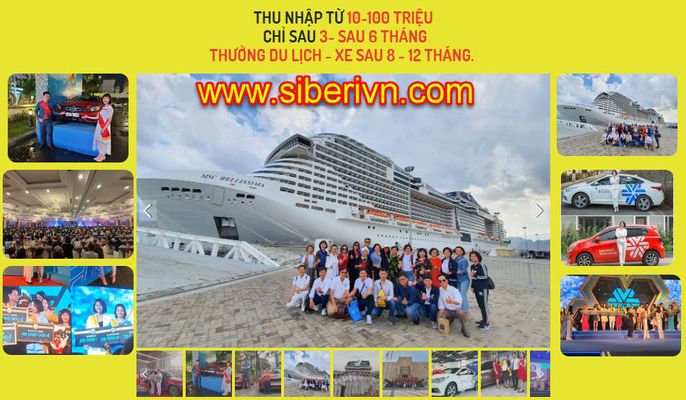 THU NHẬP TỪ 10-100 TRIỆU
CHỈ SAU 3- SAU 6 THÁNG
THƯỞNG DU LỊCH - XE SAU 8 - 12 THÁNG.
www.siberivn.com
MSC BELLISSIMA